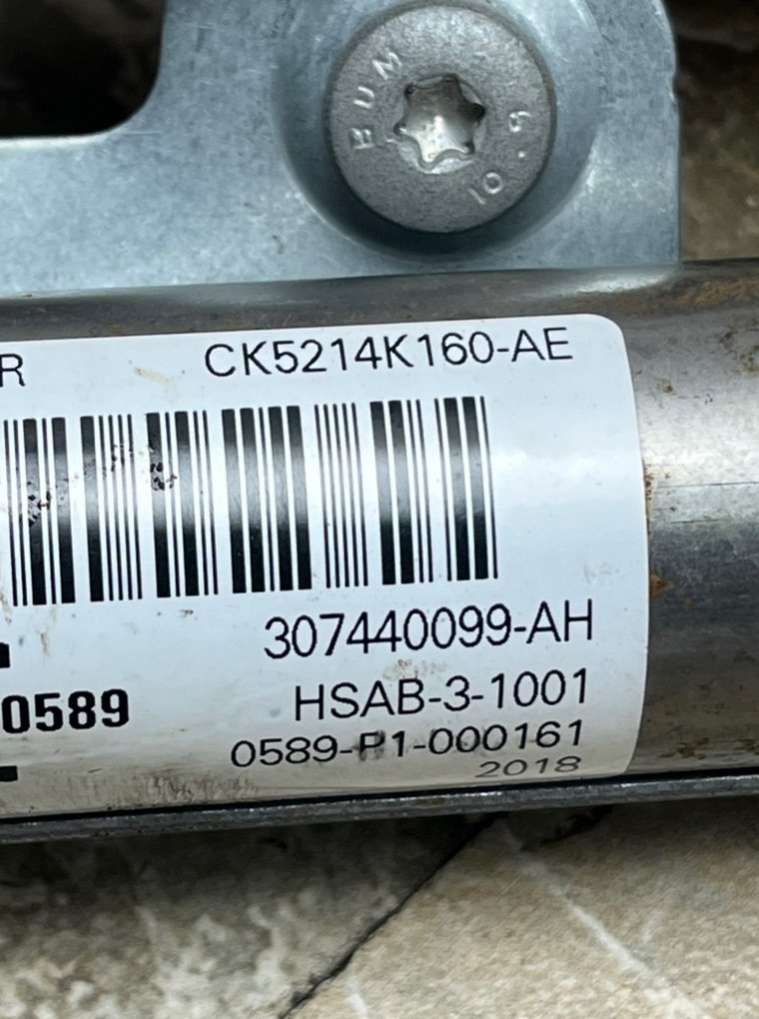 BUM
10.9
R
CK5214K160-AE
307440099-AH
0589
HSAB-3-1001
0589-P1-000161
2018